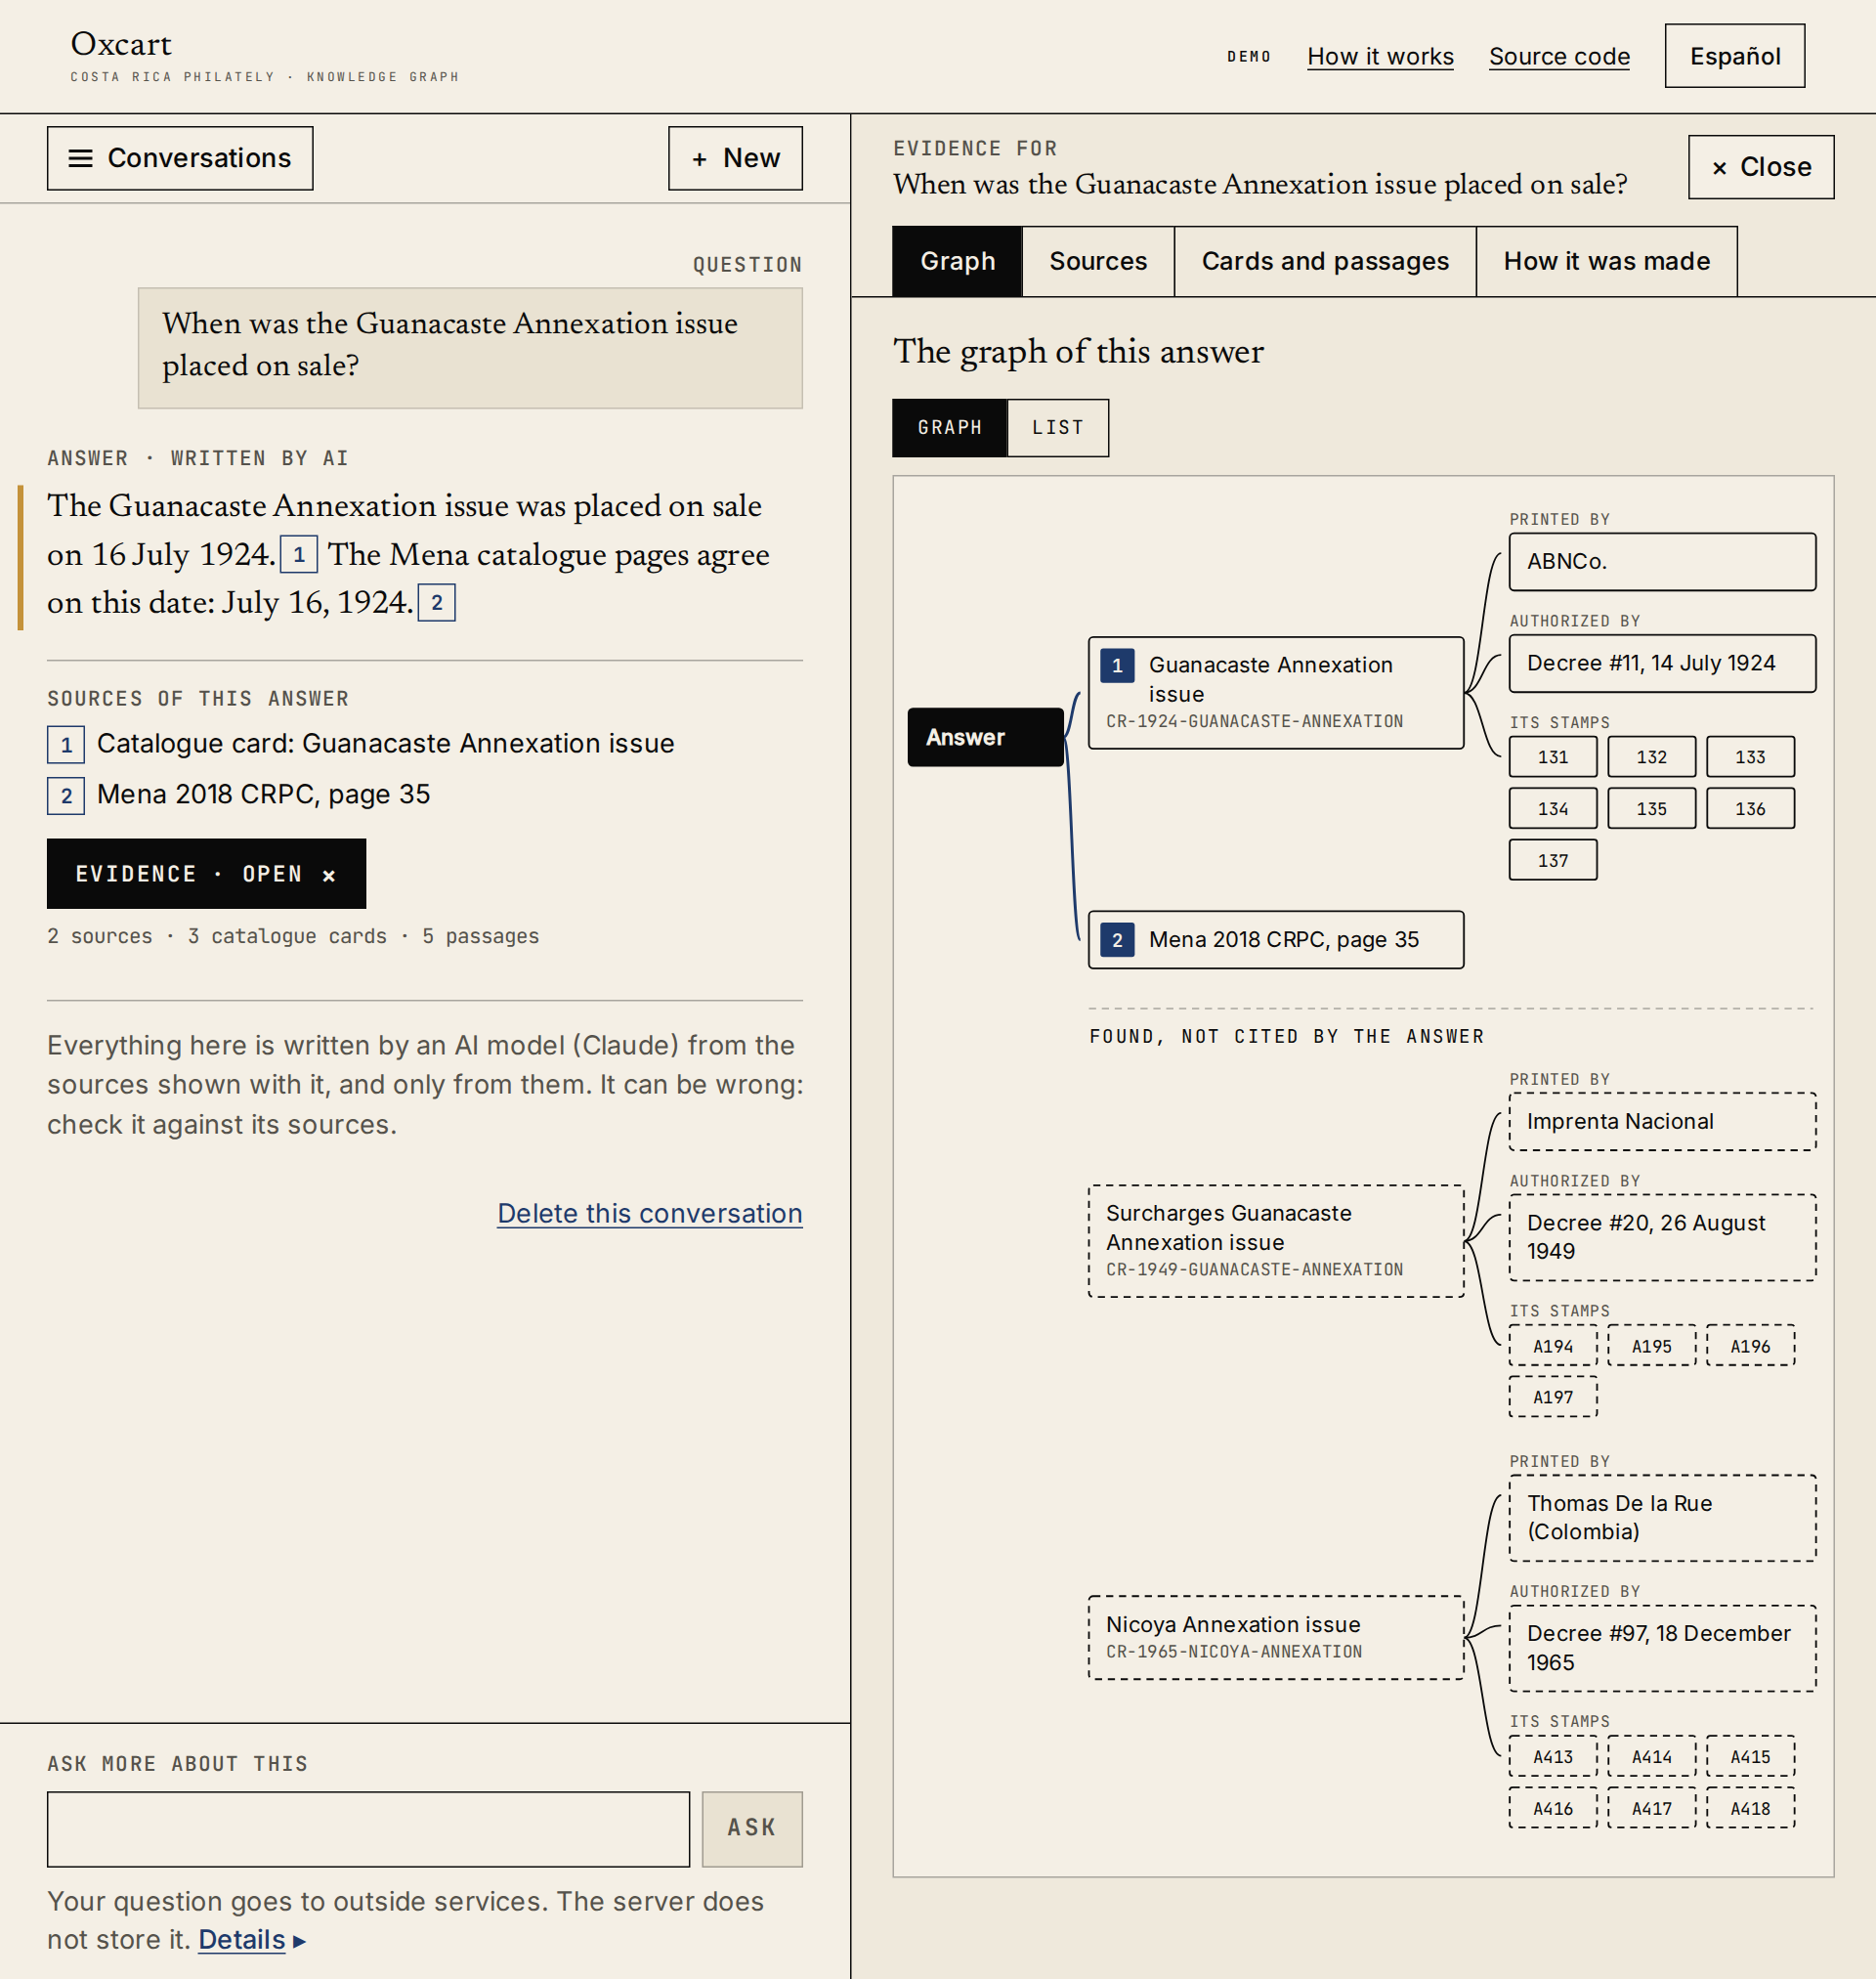 Oxcart
COSTA RICA PHILATELY · KNOWLEDGE GRAPH
DEMO
How it works
Source code
Español
Conversations
+ New
QUESTION
When was the Guanacaste Annexation issue
placed on sale?
ANSWER · WRITTEN BY AI
The Guanacaste Annexation issue was placed on sale
on 16 July 1924. 1 The Mena catalogue pages agree
on this date: July 16, 1924. 2
SOURCES OF THIS ANSWER
1 Catalogue card: Guanacaste Annexation issue
2 Mena 2018 CRPC, page 35
EVIDENCE · OPEN ×
2 sources · 3 catalogue cards · 5 passages
Everything here is written by an AI model (Claude) from the
sources shown with it, and only from them. It can be wrong:
check it against its sources.
Delete this conversation
ASK MORE ABOUT THIS
ASK
Your question goes to outside services. The server does
not store it. Details ▸
EVIDENCE FOR
When was the Guanacaste Annexation issue placed on sale?
× Close
Graph
Sources
Cards and passages
How it was made
The graph of this answer
GRAPH
LIST
Answer
1 Guanacaste Annexation
issue
CR-1924-GUANACASTE-ANNEXATION
PRINTED BY
ABNCo.
AUTHORIZED BY
Decree #11, 14 July 1924
ITS STAMPS
131 132 133
134 135 136
137
2 Mena 2018 CRPC, page 35
FOUND, NOT CITED BY THE ANSWER
Surcharges Guanacaste
Annexation issue
CR-1949-GUANACASTE-ANNEXATION
PRINTED BY
Imprenta Nacional
AUTHORIZED BY
Decree #20, 26 August
1949
ITS STAMPS
A194 A195 A196
A197
Nicoya Annexation issue
CR-1965-NICOYA-ANNEXATION
PRINTED BY
Thomas De la Rue
(Colombia)
AUTHORIZED BY
Decree #97, 18 December
1965
ITS STAMPS
A413 A414 A415
A416 A417 A418